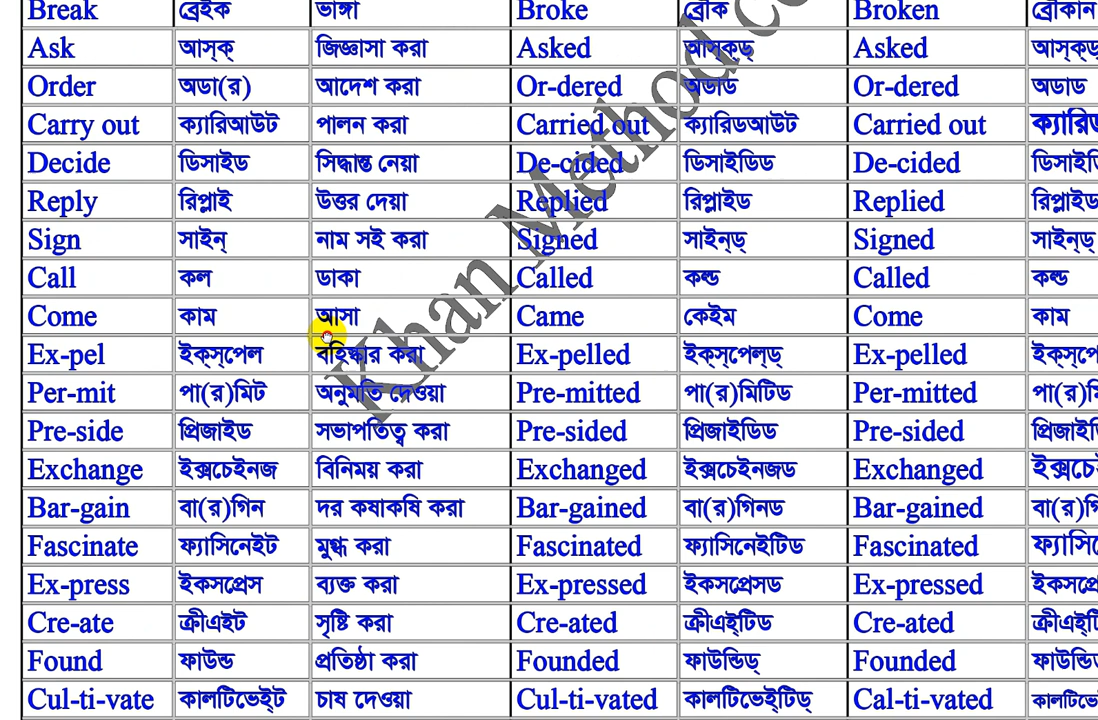 Break ব্রেইক ভাঙ্গা Broke ব্রৌক Broken ব্রৌকান
Ask আস্‌ক্‌ জিজ্ঞাসা করা Asked আস্‌ক্‌ড্‌ Asked আস্‌ক্‌ড্‌
Order অডা(র) আদেশ করা Or-dered অডাড Or-dered অডাড
Carry out ক্যারিআউট পালন করা Carried out ক্যারিডআউট Carried out ক্যারিড
Decide ডিসাইড সিদ্ধান্ত নেয়া De-cided ডিসাইডিড De-cided
Reply রিপ্লাই উত্তর দেয়া Replied রিপ্লাইড Replied রিপ্লাইড
Sign সাইন্‌ নাম সই করা Signed সাইন্‌ড্‌ Signed সাইন্‌ড্‌
Call কল ডাকা Called কল্ড Called কল্ড
Come কাম আসা Came কেইম Come কাম
Ex-pel ইক্‌স্‌পেল বহিষ্কার করা Ex-pelled ইক্‌স্‌পেল্‌ড্‌ Ex-pelled
Per-mit পা(র)মিট অনুমতি দেওয়া Pre-mitted পা(র)মিটিড Per-mitted
Pre-side প্রিজাইড সভাপতিত্ব করা Pre-sided প্রিজাইডিড Pre-sided
Exchange ইক্সচেইনজ বিনিময় করা Exchanged ইক্সচেইনজড Exchanged
Bar-gain বা(র)গিন দর কষাকষি করা Bar-gained বা(র)গিনড Bar-gained
Fascinate ফ্যাসিনেইট মুগ্ধ করা Fascinated ফ্যাসিনেইটিড Fascinated
Ex-press ইকসপ্রেস ব্যক্ত করা Ex-pressed ইকসপ্রেসড Ex-pressed
Cre-ate ক্রীএইট সৃষ্টি করা Cre-ated ক্রীএই্‌টিড Cre-ated
Found ফাউন্ড প্রতিষ্ঠা করা Founded ফাউন্ডিড্‌ Founded
Cul-ti-vate কালটিভেই্‌ট চাষ দেওয়া Cul-ti-vated কালটিভেই্‌টিড্‌ Cal-ti-vated
Khan Method.co